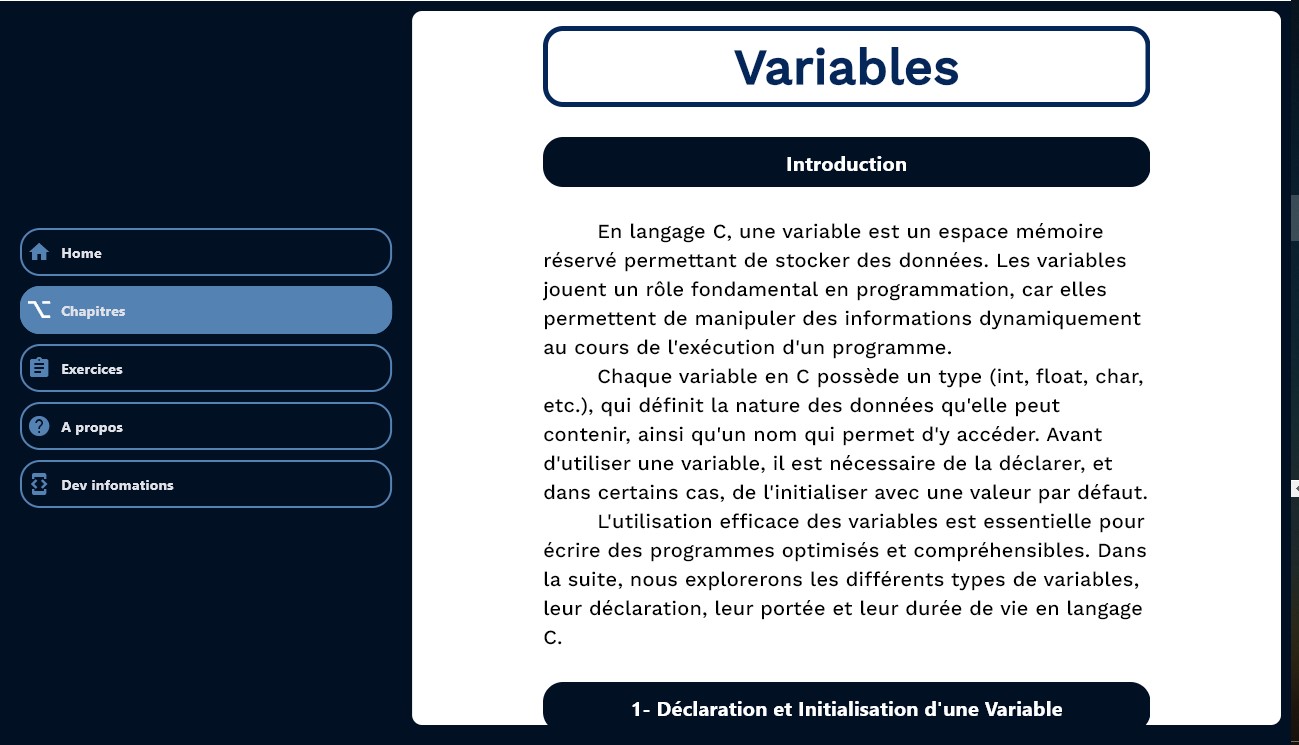 Variables
Introduction
Home
Chapitres
Exercices
A propos
Dev infomations
En langage C, une variable est un espace mémoire
réservé permettant de stocker des données. Les variables
jouent un rôle fondamental en programmation, car elles
permettent de manipuler des informations dynamiquement
au cours de l'exécution d'un programme.
Chaque variable en C possède un type (int, float, char,
etc.), qui définit la nature des données qu'elle peut
contenir, ainsi qu'un nom qui permet d'y accéder. Avant
d'utiliser une variable, il est nécessaire de la déclarer, et
dans certains cas, de l'initialiser avec une valeur par défaut.
L'utilisation efficace des variables est essentielle pour
écrire des programmes optimisés et compréhensibles. Dans
la suite, nous explorerons les différents types de variables,
leur déclaration, leur portée et leur durée de vie en langage
C.
1- Déclaration et Initialisation d'une Variable